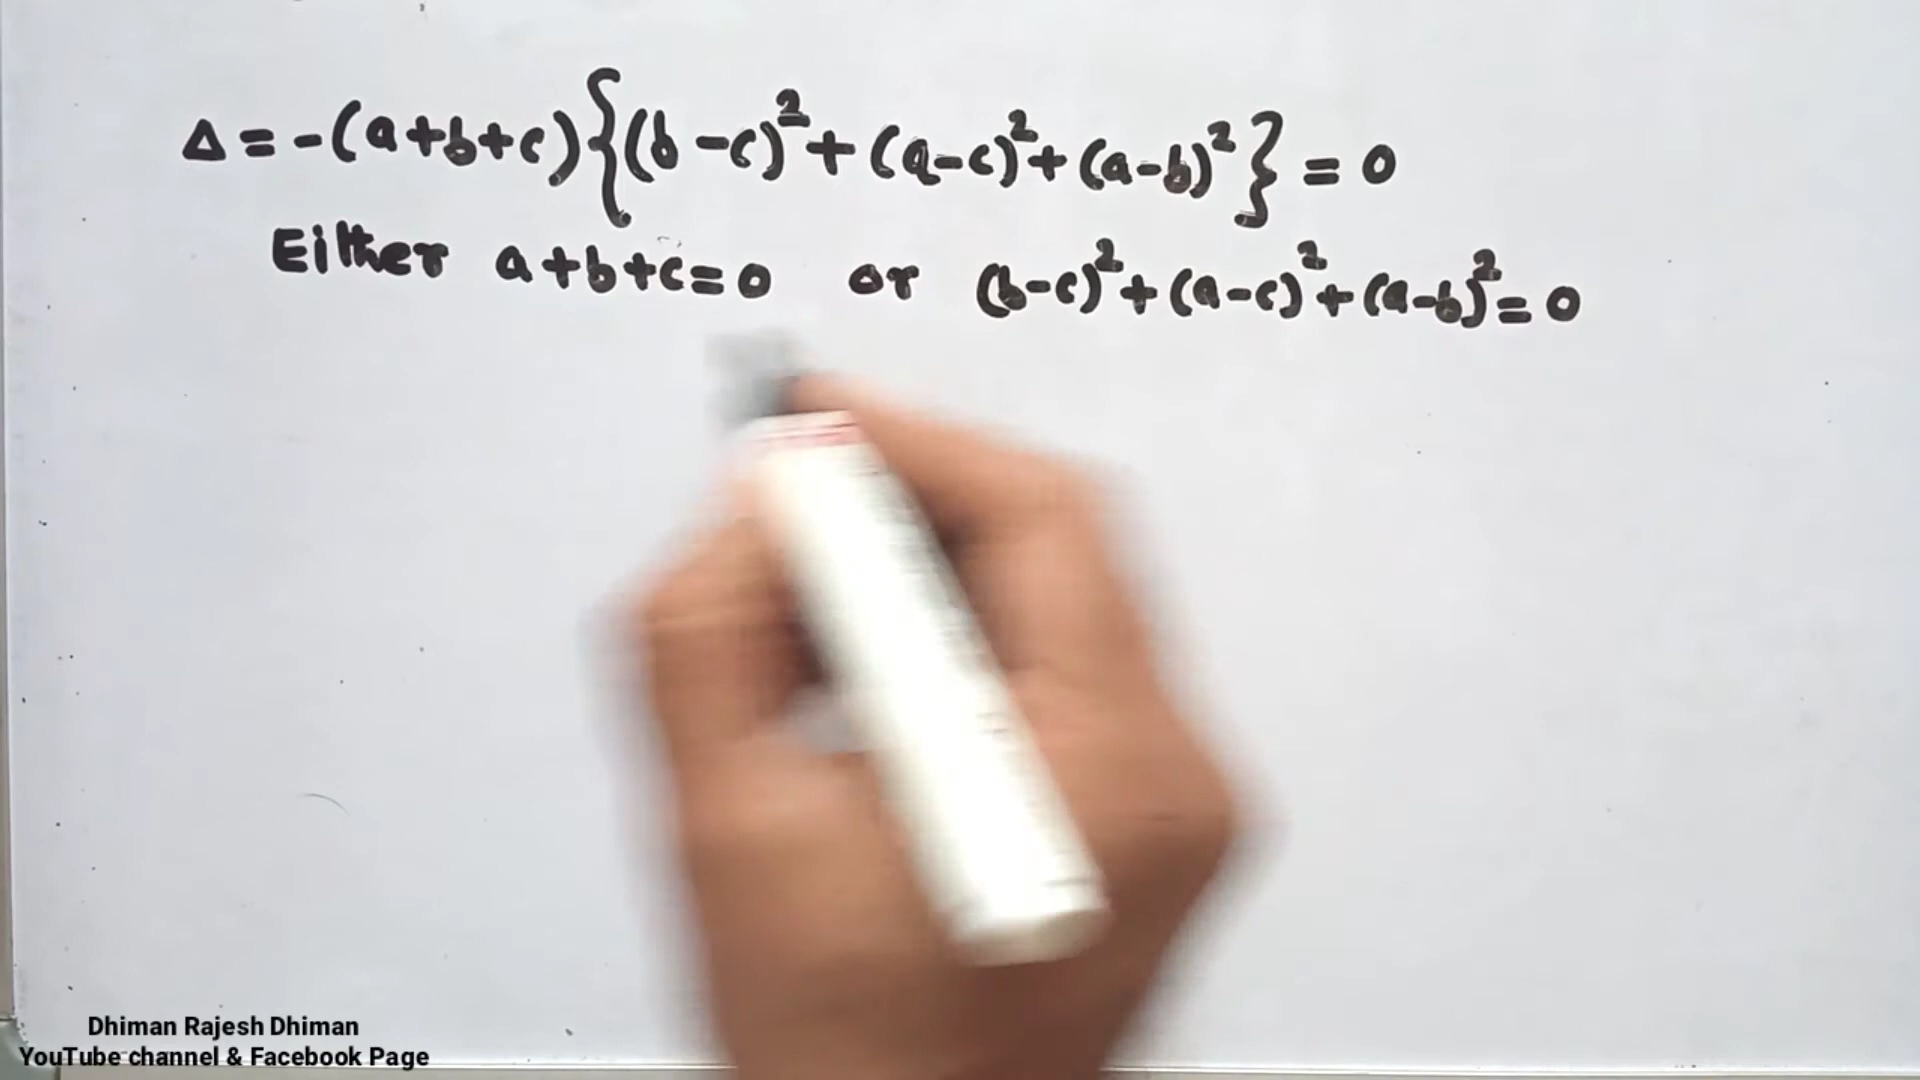 Δ = -(a+b+c){(b-c)²+(a-c)²+(a-b)²} = 0
Either a+b+c=0 or (b-c)²+(a-c)²+(a-b)²=0
Dhiman Rajesh Dhiman
YouTube channel & Facebook Page